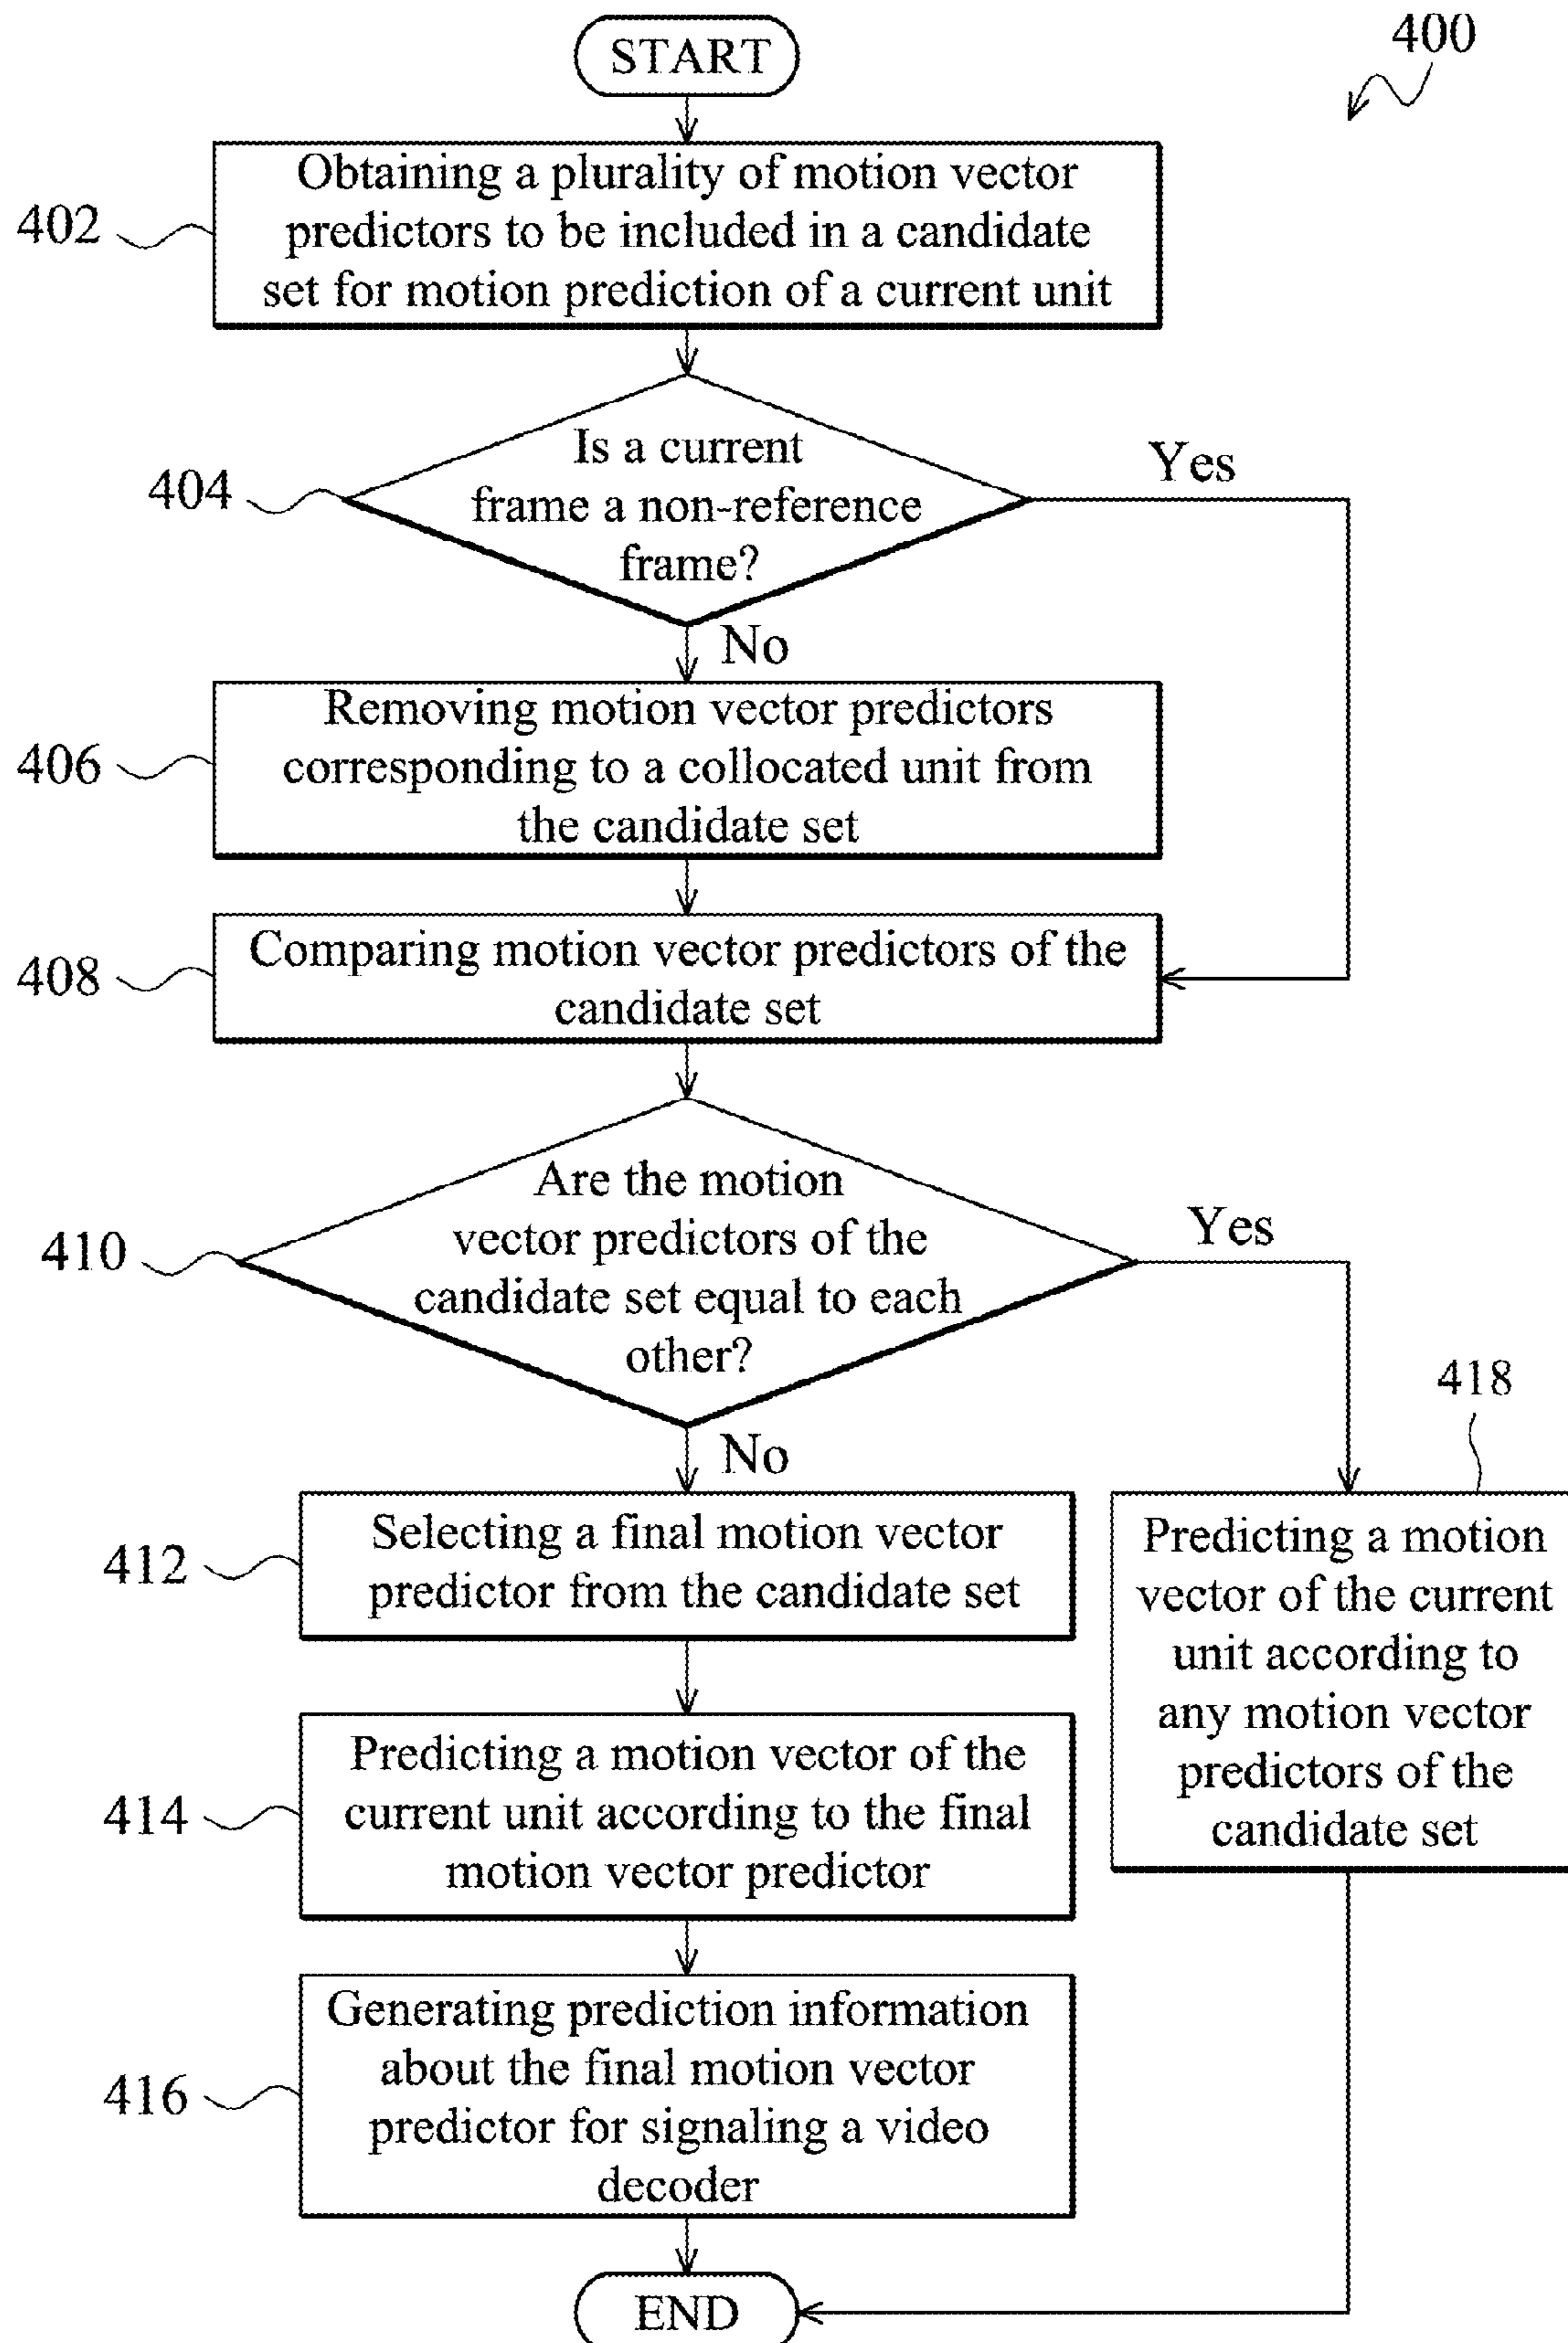 START
400
402
Obtaining a plurality of motion vector
predictors to be included in a candidate
set for motion prediction of a current unit
404
Is a current
frame a non-reference
frame?
Yes
No
406
Removing motion vector predictors
corresponding to a collocated unit from
the candidate set
408
Comparing motion vector predictors of the
candidate set
410
Are the motion
vector predictors of the
candidate set equal to each
other?
Yes
No
412
Selecting a final motion vector
predictor from the candidate set
414
Predicting a motion vector of the
current unit according to the final
motion vector predictor
416
Generating prediction information
about the final motion vector
predictor for signaling a video
decoder
418
Predicting a motion
vector of the current
unit according to
any motion vector
predictors of the
candidate set
END